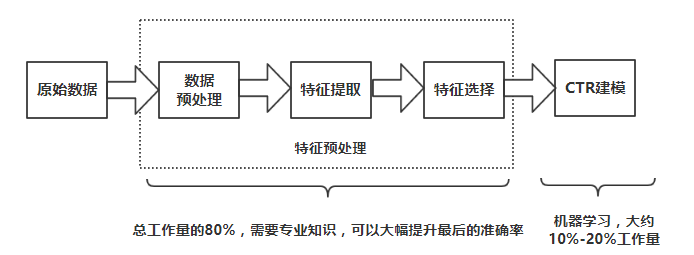 原始数据
数据
预处理
特征提取
特征选择
CTR建模
特征预处理
总工作量的80%，需要专业知识，可以大幅提升最后的准确率
机器学习，大约
10%-20%工作量